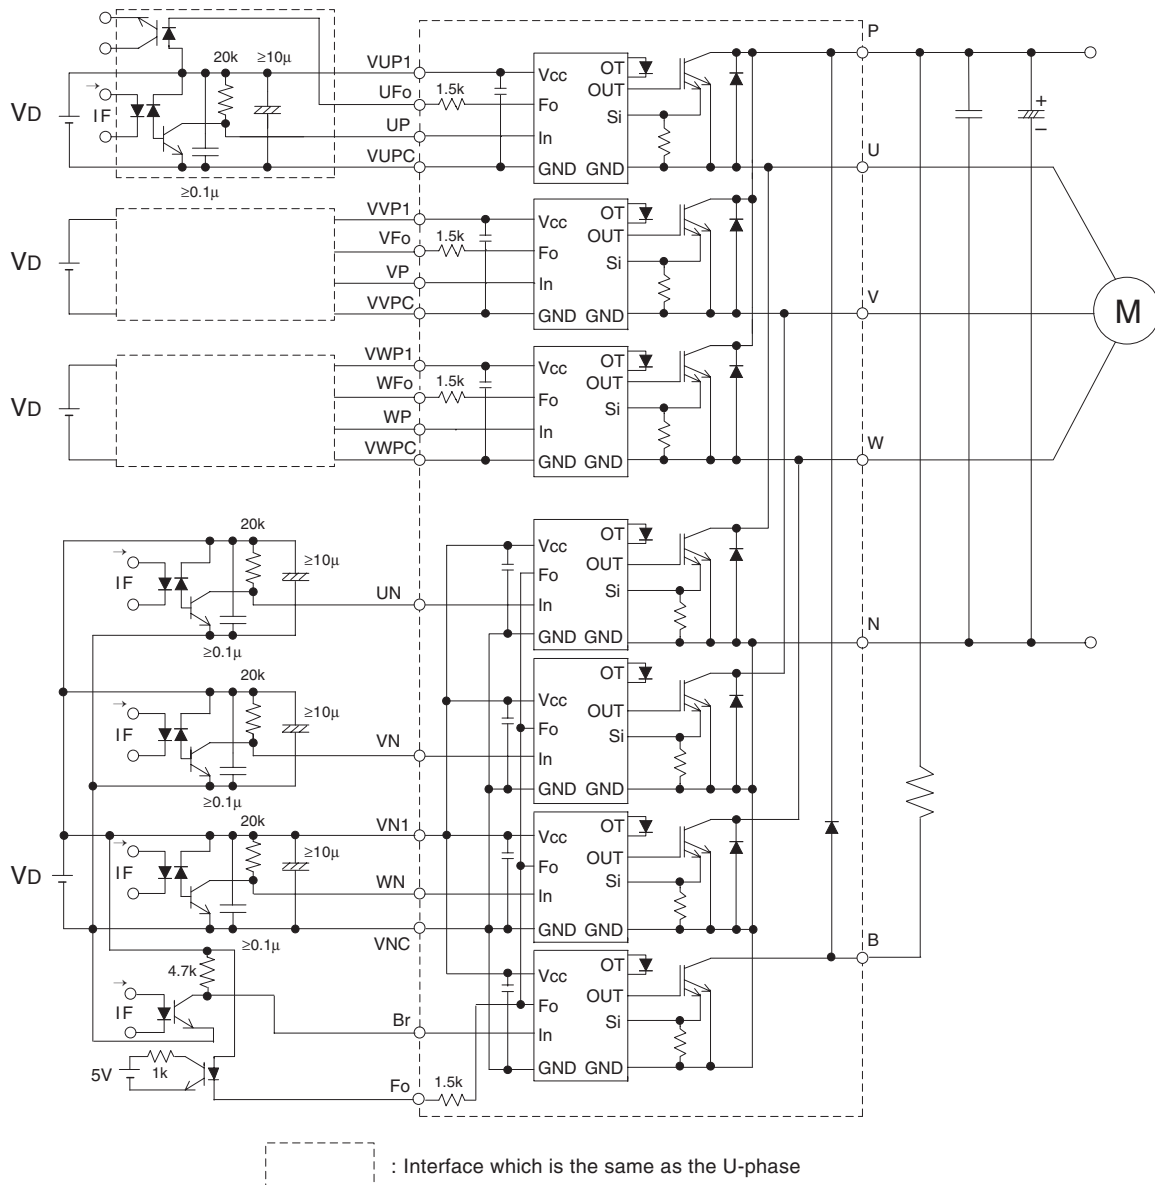 P
20k
≥10μ
VUP1
OT
Vcc
UFo
1.5k
OUT
Fo
VD
IF
UP
Si
In
+
−
VUPC
GND
GND
U
≥0.1μ
VVP1
OT
Vcc
VFo
1.5k
OUT
Fo
VD
VP
Si
In
VVPC
GND
GND
V
M
VWP1
OT
Vcc
WFo
1.5k
OUT
Fo
VD
WP
Si
In
VWPC
GND
GND
W
20k
OT
≥10μ
Vcc
OUT
IF
Fo
UN
Si
In
N
GND
GND
≥0.1μ
20k
OT
≥10μ
Vcc
OUT
IF
Fo
VN
Si
In
GND
GND
≥0.1μ
20k
VN1
OT
Vcc
≥10μ
OUT
VD
IF
Fo
WN
Si
In
GND
GND
B
≥0.1μ
VNC
4.7k
OT
Vcc
IF
OUT
Fo
Br
Si
In
5V
1k
GND
GND
Fo
1.5k
: Interface which is the same as the U-phase